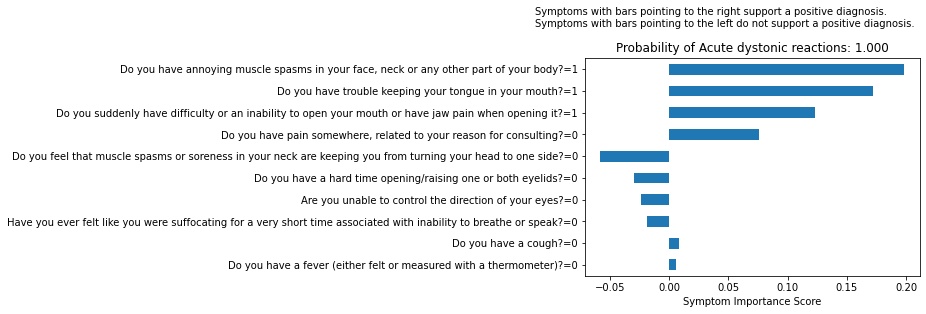 Symptoms with bars pointing to the right support a positive diagnosis.
Symptoms with bars pointing to the left do not support a positive diagnosis.
Probability of Acute dystonic reactions: 1.000
Do you have annoying muscle spasms in your face, neck or any other part of your body?=1
Do you have trouble keeping your tongue in your mouth?=1
Do you suddenly have difficulty or an inability to open your mouth or have jaw pain when opening it?=1
Do you have pain somewhere, related to your reason for consulting?=0
Do you feel that muscle spasms or soreness in your neck are keeping you from turning your head to one side?=0
Do you have a hard time opening/raising one or both eyelids?=0
Are you unable to control the direction of your eyes?=0
Have you ever felt like you were suffocating for a very short time associated with inability to breathe or speak?=0
Do you have a cough?=0
Do you have a fever (either felt or measured with a thermometer)?=0
−0.05 0.00 0.05 0.10 0.15 0.20
Symptom Importance Score